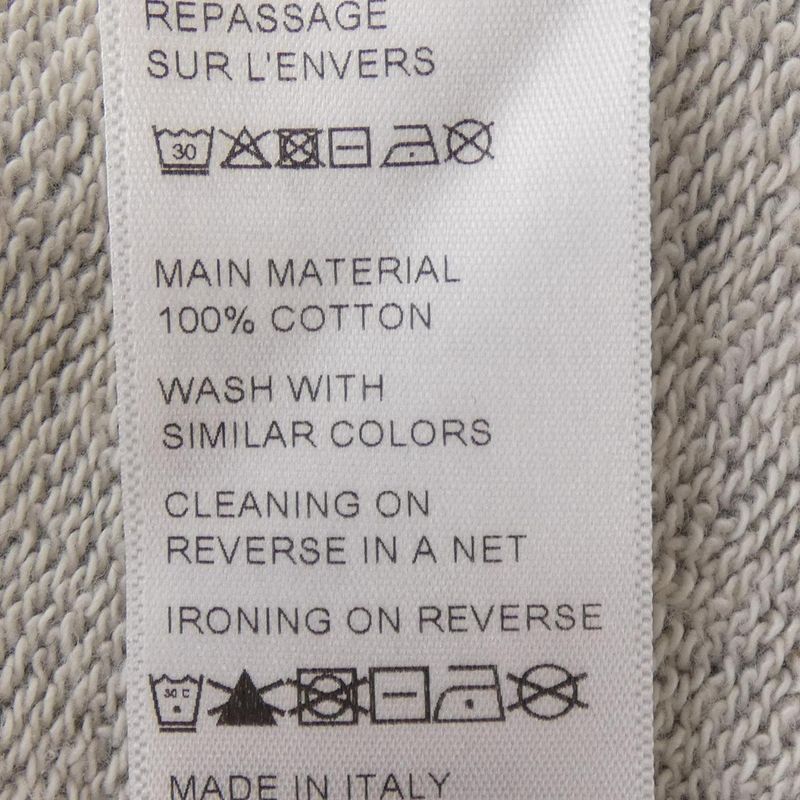 REPASSAGE
SUR L'ENVERS
30
MAIN MATERIAL
100% COTTON
WASH WITH
SIMILAR COLORS
CLEANING ON
REVERSE IN A NET
IRONING ON REVERSE
30 C
MADE IN ITALY